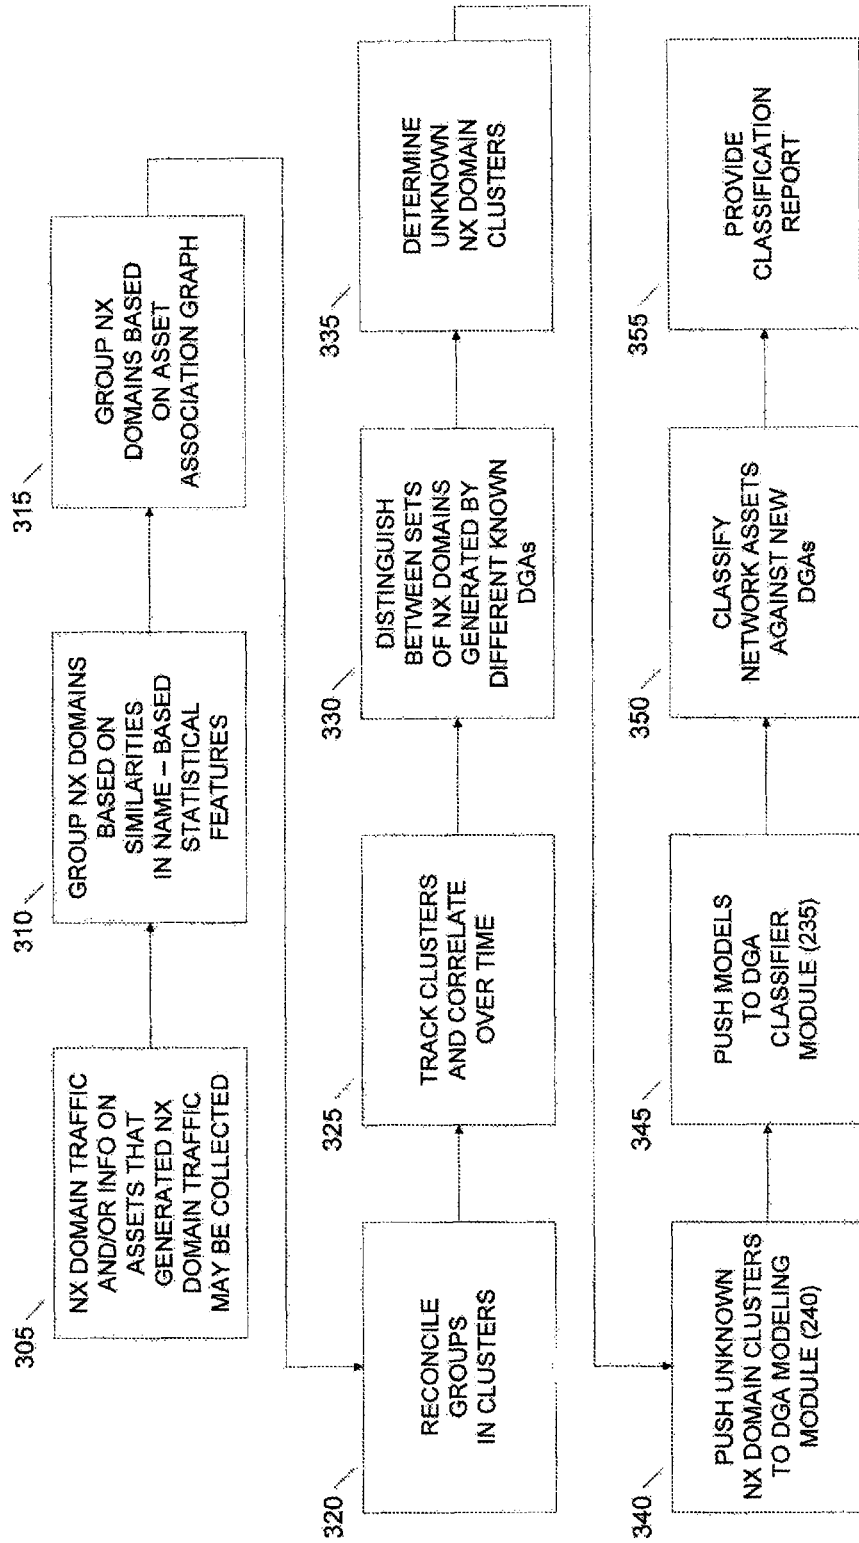 305
NX DOMAIN TRAFFIC
AND/OR INFO ON
ASSETS THAT
GENERATED NX
DOMAIN TRAFFIC
MAY BE COLLECTED
310
GROUP NX DOMAINS
BASED ON
SIMILARITIES
IN NAME – BASED
STATISTICAL
FEATURES
315
GROUP NX
DOMAINS BASED
ON ASSET
ASSOCIATION GRAPH
320
RECONCILE
GROUPS
IN CLUSTERS
325
TRACK CLUSTERS
AND CORRELATE
OVER TIME
330
DISTINGUISH
BETWEEN SETS
OF NX DOMAINS
GENERATED BY
DIFFERENT KNOWN
DGAs
335
DETERMINE
UNKNOWN
NX DOMAIN
CLUSTERS
340
PUSH UNKNOWN
NX DOMAIN CLUSTERS
TO DGA MODELING
MODULE (240)
345
PUSH MODELS
TO DGA
CLASSIFIER
MODULE (235)
350
CLASSIFY
NETWORK ASSETS
AGAINST NEW
DGAs
355
PROVIDE
CLASSIFICATION
REPORT